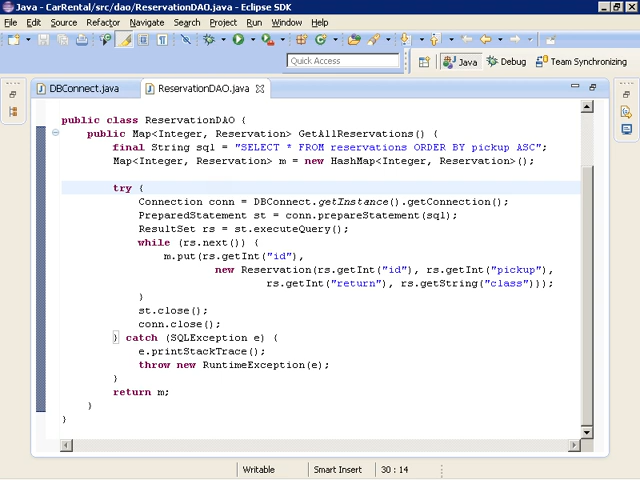 Java - CarRental/src/dao/ReservationDAO.java - Eclipse SDK
File Edit Source Refactor Navigate Search Project Run Window Help
Quick Access
Java Debug Team Synchronizing
DBConnect.java ReservationDAO.java
public class ReservationDAO {
public Map<Integer, Reservation> GetAllReservations() {
final String sql = "SELECT * FROM reservations ORDER BY pickup ASC";
Map<Integer, Reservation> m = new HashMap<Integer, Reservation>();
try {
Connection conn = DBConnect.getInstance().getConnection();
PreparedStatement st = conn.prepareStatement(sql);
ResultSet rs = st.executeQuery();
while (rs.next()) {
m.put(rs.getInt("id"),
new Reservation(rs.getInt("id"), rs.getInt("pickup"),
rs.getInt("return"), rs.getString("class")));
}
st.close();
conn.close();
} catch (SQLException e) {
e.printStackTrace();
throw new RuntimeException(e);
}
return m;
}
}
Writable Smart Insert 30 : 14